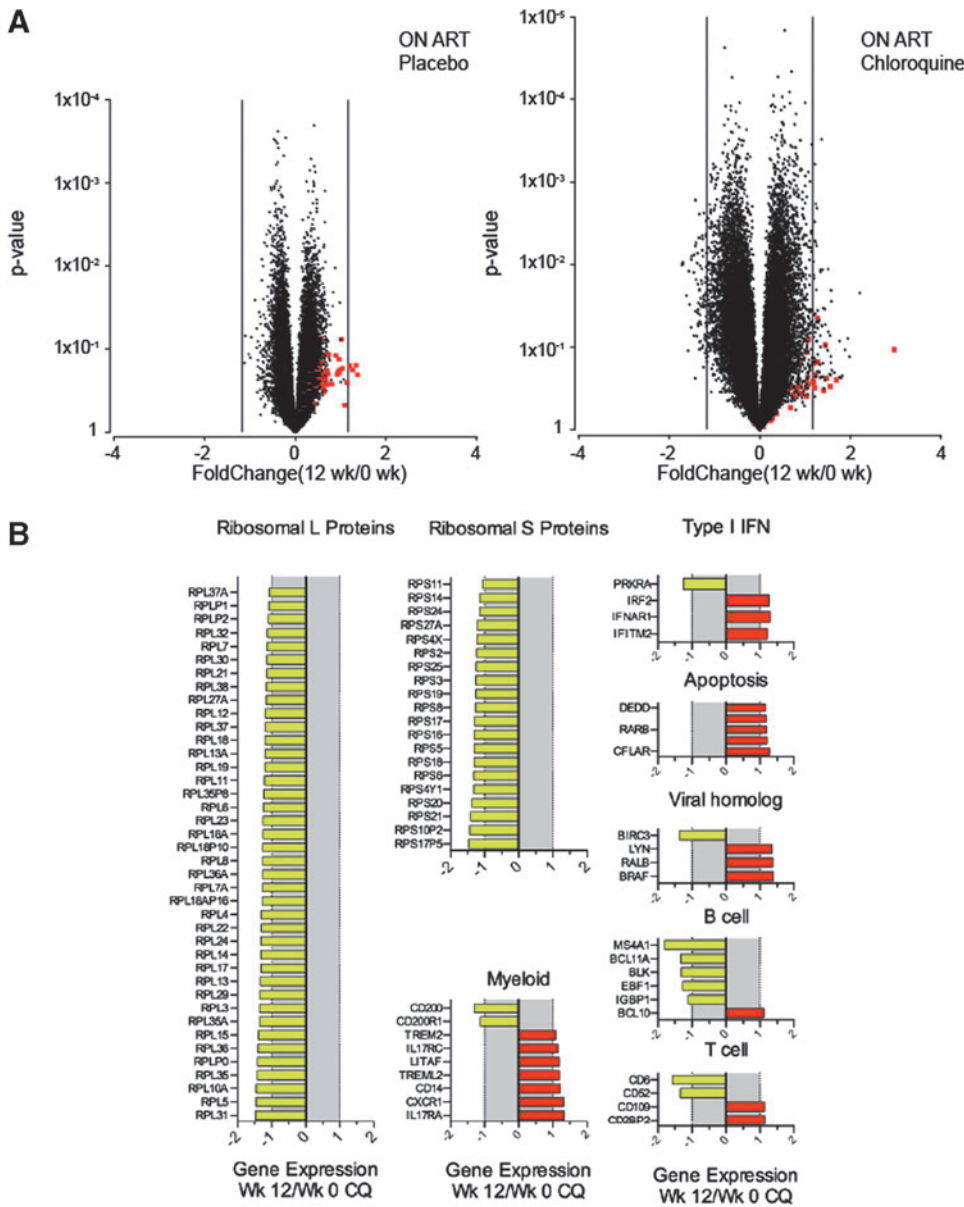 A
ON ART
Placebo
1x10-4
1x10-3
1x10-2
1x10-1
1
p-value
-4
-2
0
2
4
FoldChange(12 wk/0 wk)
ON ART
Chloroquine
1x10-5
1x10-4
1x10-3
1x10-2
1x10-1
1
p-value
-4
-2
0
2
4
FoldChange(12 wk/0 wk)
B
Ribosomal L Proteins
RPL37A
RPLP1
RPLP2
RPL32
RPL7
RPL30
RPL21
RPL38
RPL27A
RPL12
RPL37
RPL18
RPL13A
RPL19
RPL11
RPL35P8
RPL6
RPL23
RPL18A
RPL18P10
RPL8
RPL36A
RPL7A
RPL18AP16
RPL4
RPL22
RPL24
RPL14
RPL17
RPL13
RPL29
RPL3
RPL35A
RPL15
RPL36
RPLP0
RPL35
RPL10A
RPL5
RPL31
-2
-1
0
1
2
Gene Expression
Wk 12/Wk 0 CQ
Ribosomal S Proteins
RPS11
RPS14
RPS24
RPS27A
RPS4X
RPS2
RPS25
RPS3
RPS19
RPS8
RPS17
RPS16
RPS5
RPS18
RPS6
RPS4Y1
RPS20
RPS21
RPS10P2
RPS17P5
-2
-1
0
1
2
Myeloid
CD200
CD200R1
TREM2
IL17RC
LITAF
TREML2
CD14
CXCR1
IL17RA
-2
-1
0
1
2
Gene Expression
Wk 12/Wk 0 CQ
Type I IFN
PRKRA
IRF2
IFNAR1
IFITM2
-2
-1
0
1
2
Apoptosis
DEDD
RARB
CFLAR
-2
-1
0
1
2
Viral homolog
BIRC3
LYN
RALB
BRAF
-2
-1
0
1
2
B cell
MS4A1
BCL11A
BLK
EBF1
IGBP1
BCL10
-2
-1
0
1
2
T cell
CD6
CD52
CD109
CD2BP2
-2
-1
0
1
2
Gene Expression
Wk 12/Wk 0 CQ